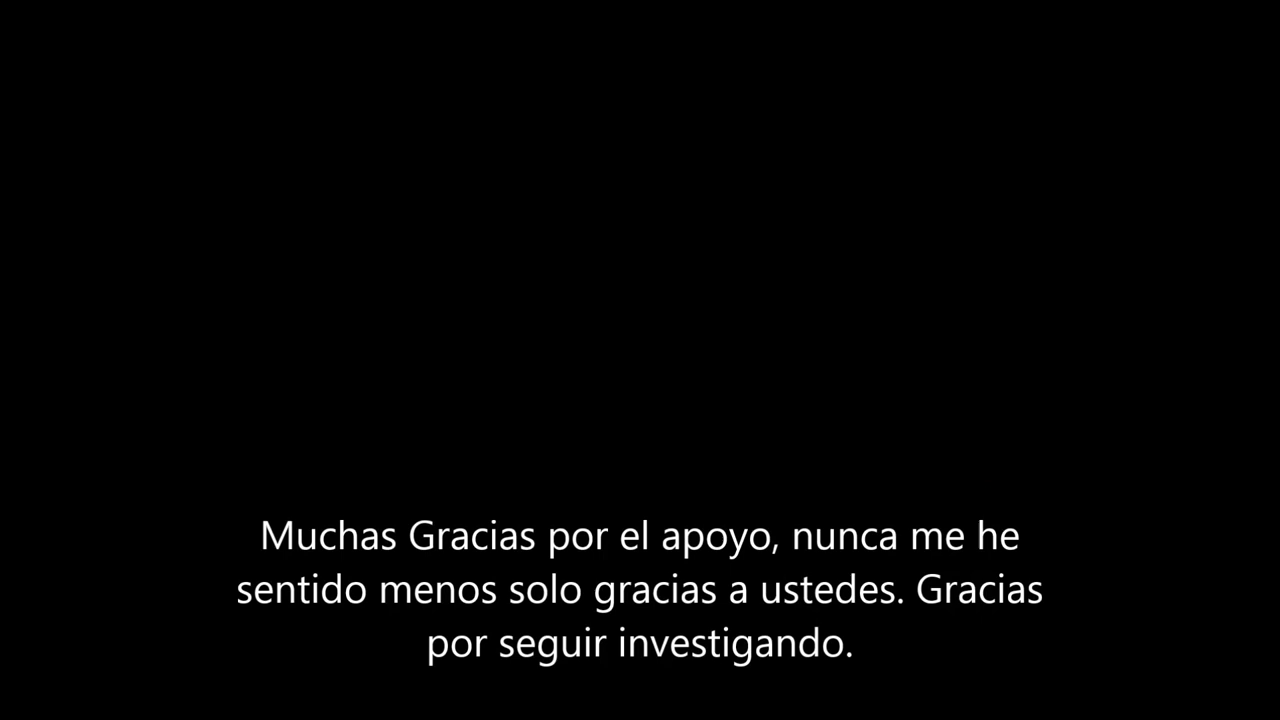 Muchas Gracias por el apoyo, nunca me he
sentido menos solo gracias a ustedes. Gracias
por seguir investigando.